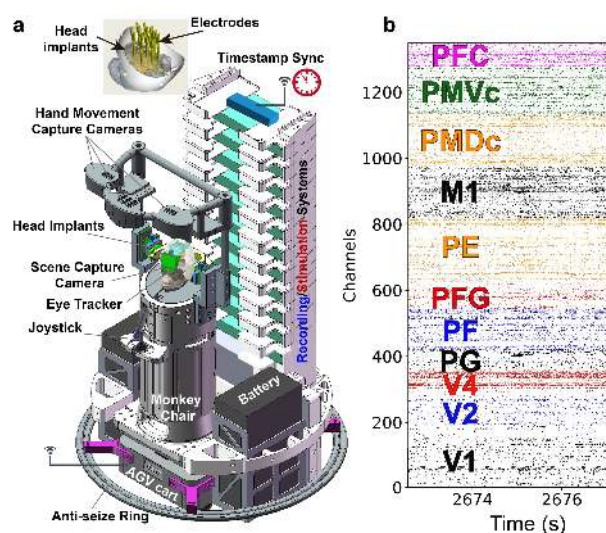 a
Head
implants
Electrodes
Timestamp Sync
Hand Movement
Capture Cameras
Head Implants
Scene Capture
Camera
Eye Tracker
Joystick
Monkey
Chair
Battery
AGV cart
Anti-seize Ring
Recording/Stimulation Systems
b
Channels
1200
1000
800
600
400
200
0
PFC
PMVc
PMDc
M1
PE
PFG
PF
PG
V4
V2
V1
2674
2676
Time (s)